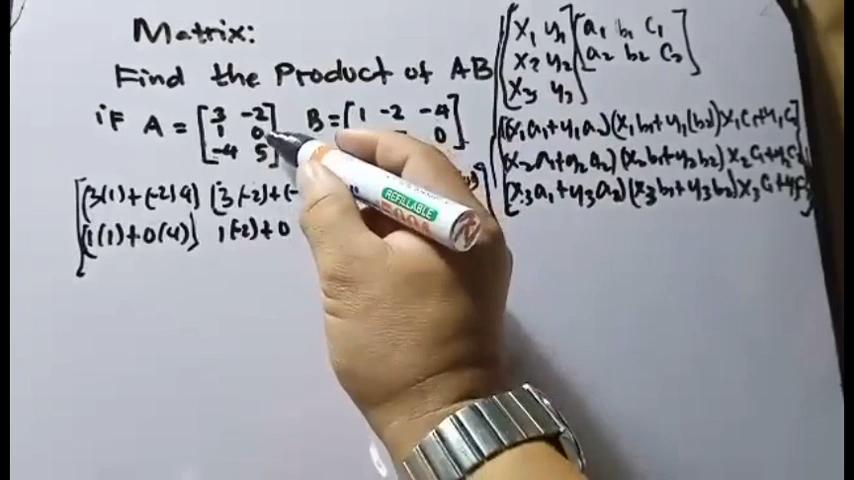 Matrix:
Find the Product of AB
if A = [3 -2] B = [1 -2 -4]
1 0 0
-4 5
[(3(1)+(-2)4) (3(-2)+(-
(1(1)+0(4)) 1(-2)+0
[x1 y1] [a1 b1 c1]
x2 y2 a2 b2 c2
x3 y3
(x1a1+y1a2)(x1b1+y1(b2)x1c1+y1c2
(x2a1+y2a2)(x2b1+y2b2)x2c1+y2c
(x3a1+y3a2)(x3b1+y3b2)x3c1+y3c
REFILLABLE